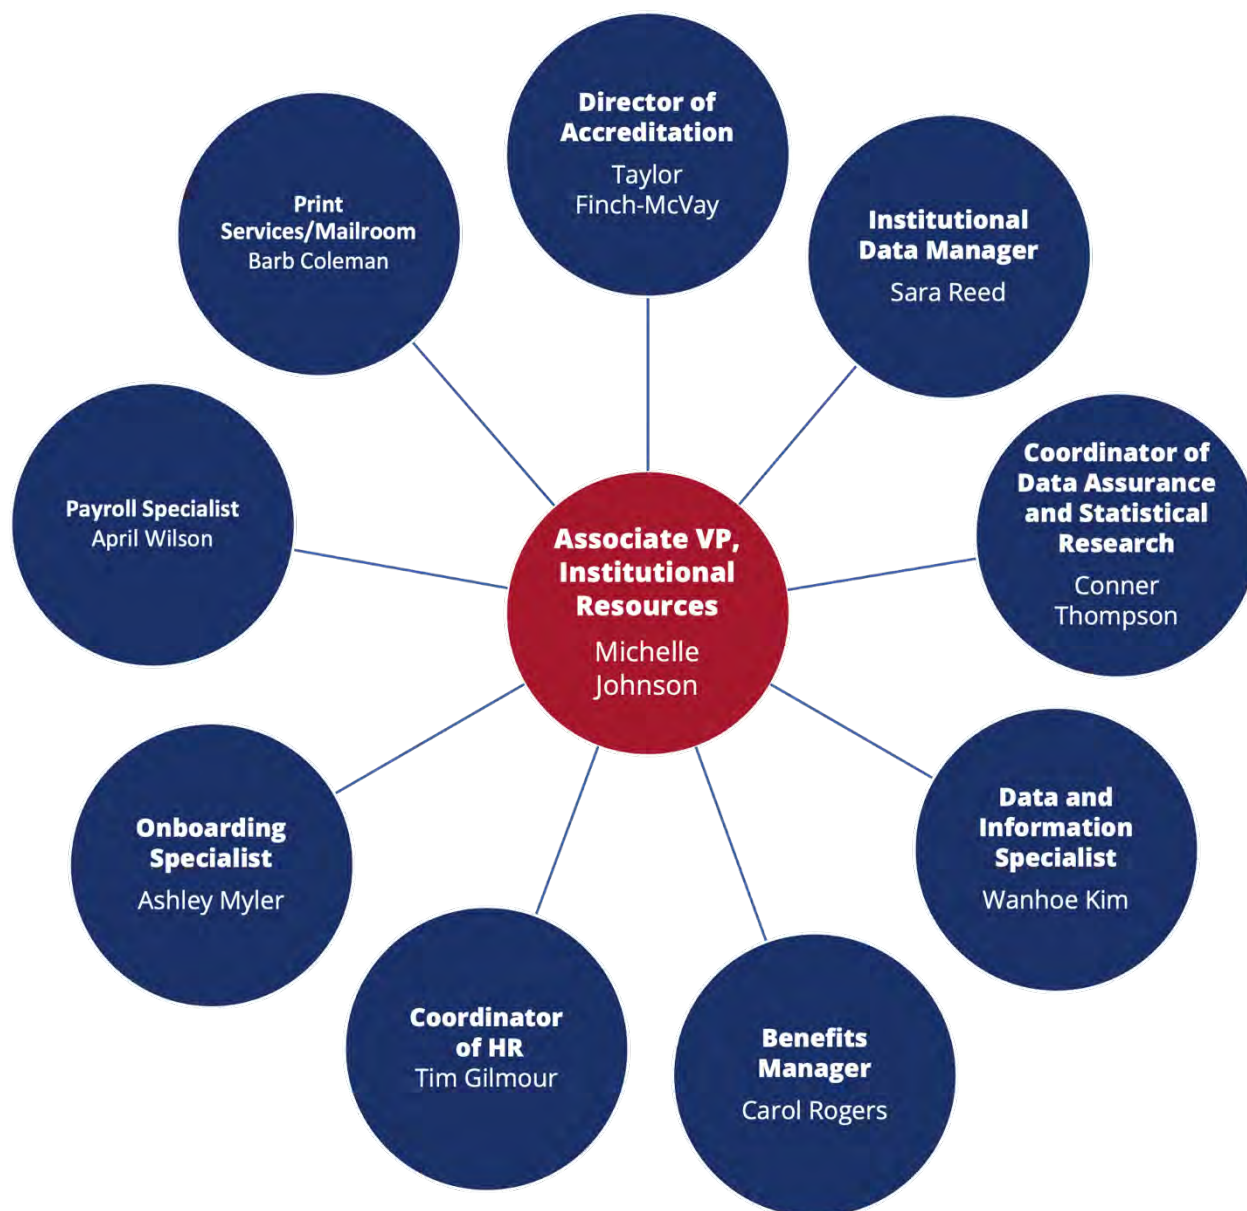 Director of
Accreditation
Taylor
Finch-McVay
Print
Services/Mailroom
Barb Coleman
Institutional
Data Manager
Sara Reed
Coordinator of
Data Assurance
and Statistical
Research
Conner
Thompson
Payroll Specialist
April Wilson
Associate VP,
Institutional
Resources
Michelle
Johnson
Data and
Information
Specialist
Wanhoe Kim
Onboarding
Specialist
Ashley Myler
Coordinator
of HR
Tim Gilmour
Benefits
Manager
Carol Rogers